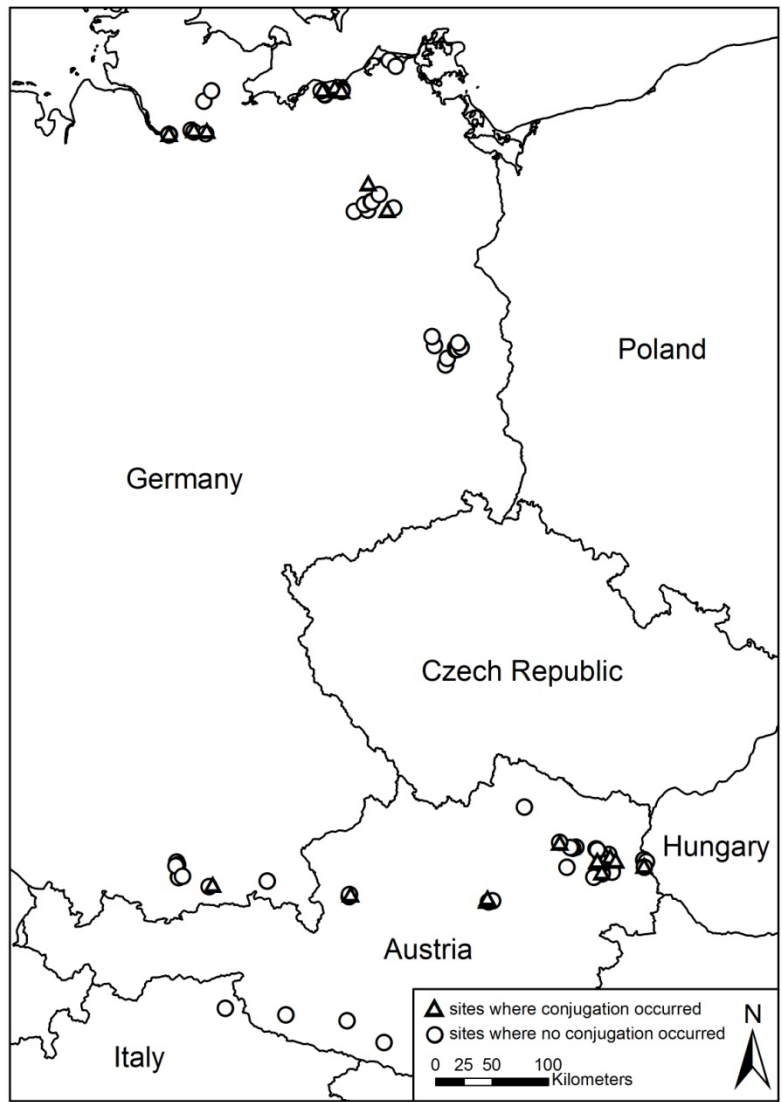 Poland
Germany
Czech Republic
Hungary
Austria
Italy
sites where conjugation occurred
sites where no conjugation occurred
N
0 25 50 100
Kilometers